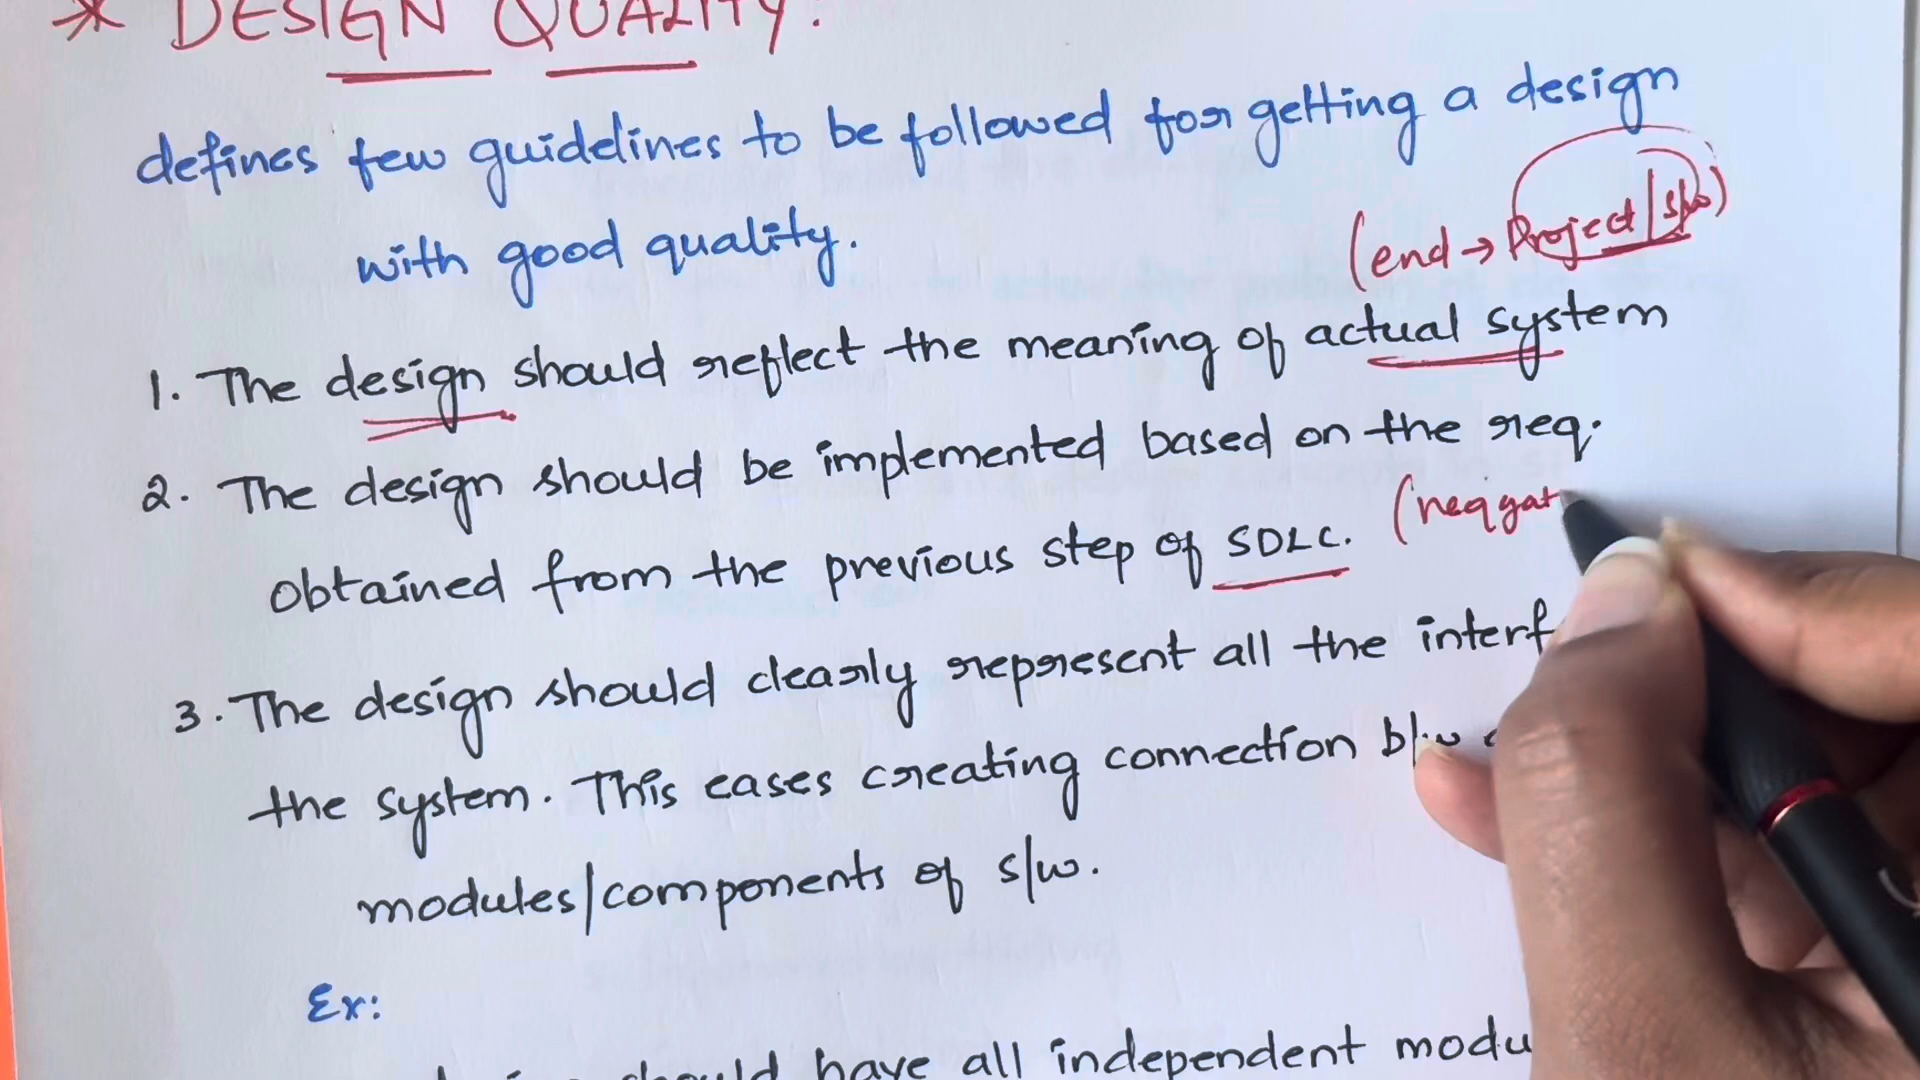 * DESIGN QUALITY:
defines few guidelines to be followed for getting a design
with good quality.
(end → Project/s/w)
1. The design should reflect the meaning of actual system
2. The design should be implemented based on the req.
obtained from the previous step of SDLC. (req gat
3. The design should clearly represent all the interf
the system. This eases creating connection b/w
modules/components of s/w.
Ex:
should have all independent modu